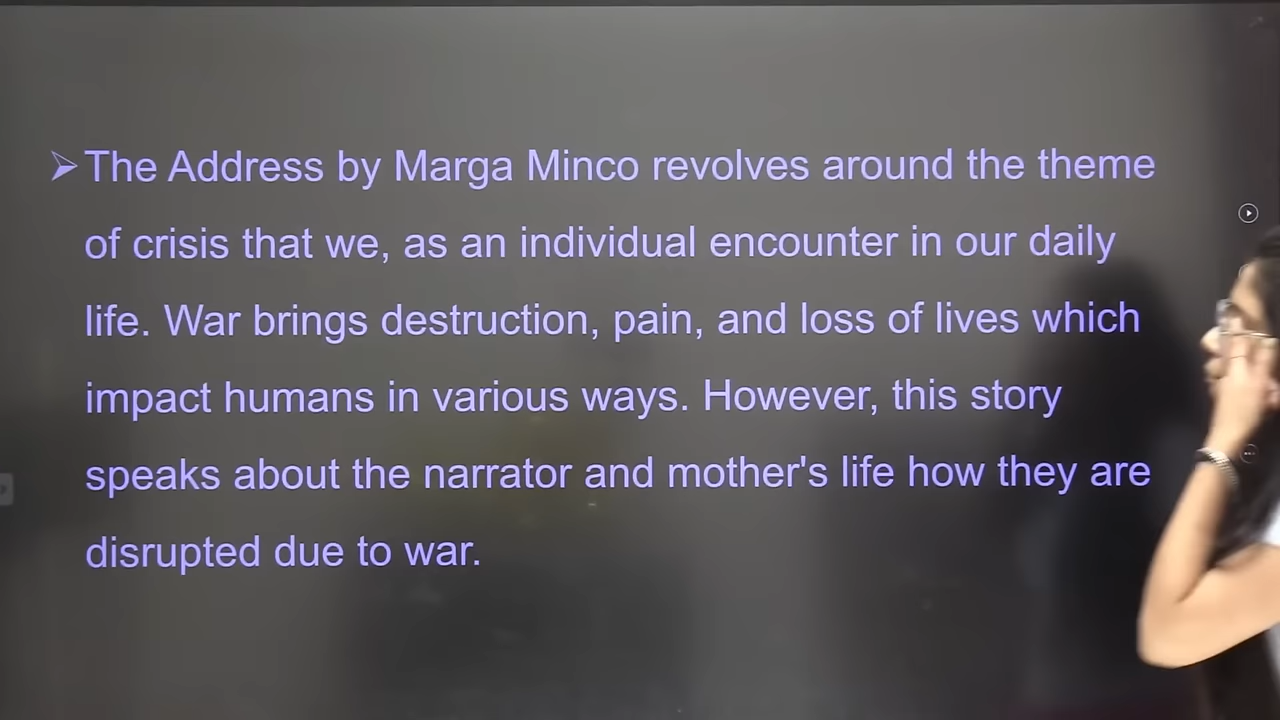 ➢ The Address by Marga Minco revolves around the theme
of crisis that we, as an individual encounter in our daily
life. War brings destruction, pain, and loss of lives which
impact humans in various ways. However, this story
speaks about the narrator and mother's life how they are
disrupted due to war.